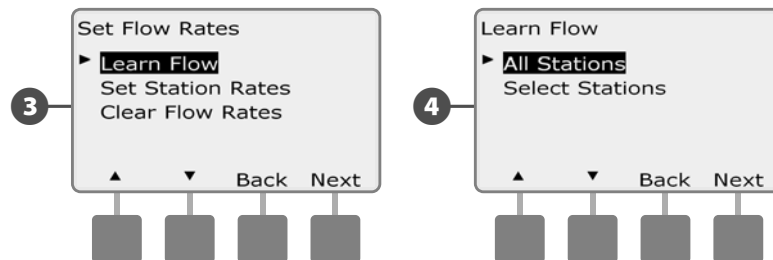 Set Flow Rates
► Learn Flow
Set Station Rates
Clear Flow Rates
▲ ▼ Back Next
3
Learn Flow
► All Stations
Select Stations
▲ ▼ Back Next
4